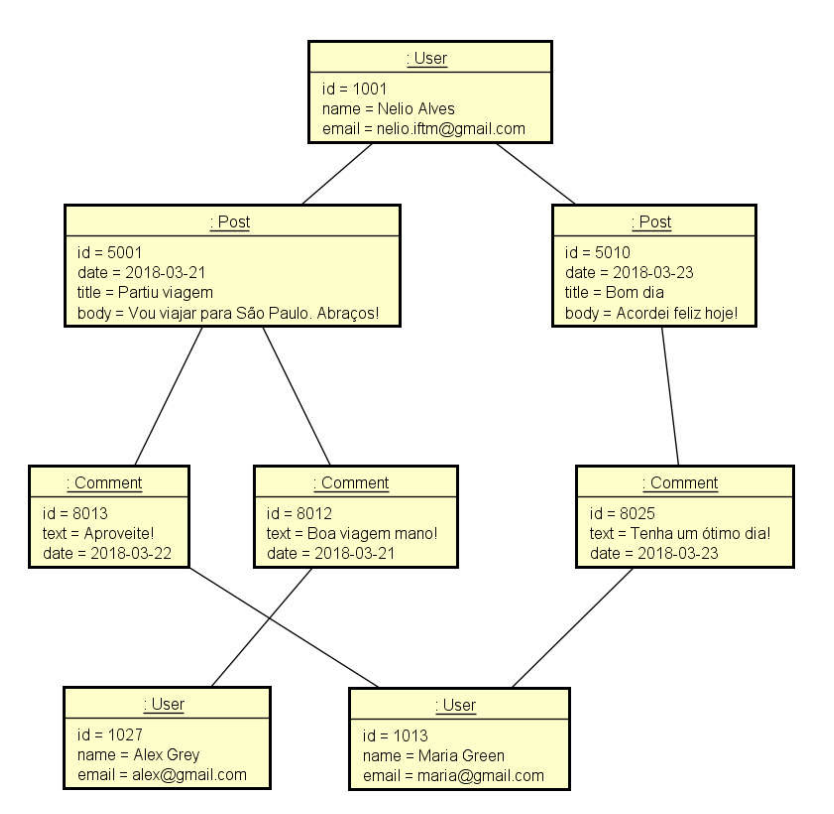 : User
id = 1001
name = Nelio Alves
email = nelio.iftm@gmail.com
: Post
id = 5001
date = 2018-03-21
title = Partiu viagem
body = Vou viajar para São Paulo. Abraços!
: Post
id = 5010
date = 2018-03-23
title = Bom dia
body = Acordei feliz hoje!
: Comment
id = 8013
text = Aproveite!
date = 2018-03-22
: Comment
id = 8012
text = Boa viagem mano!
date = 2018-03-21
: Comment
id = 8025
text = Tenha um ótimo dia!
date = 2018-03-23
: User
id = 1027
name = Alex Grey
email = alex@gmail.com
: User
id = 1013
name = Maria Green
email = maria@gmail.com